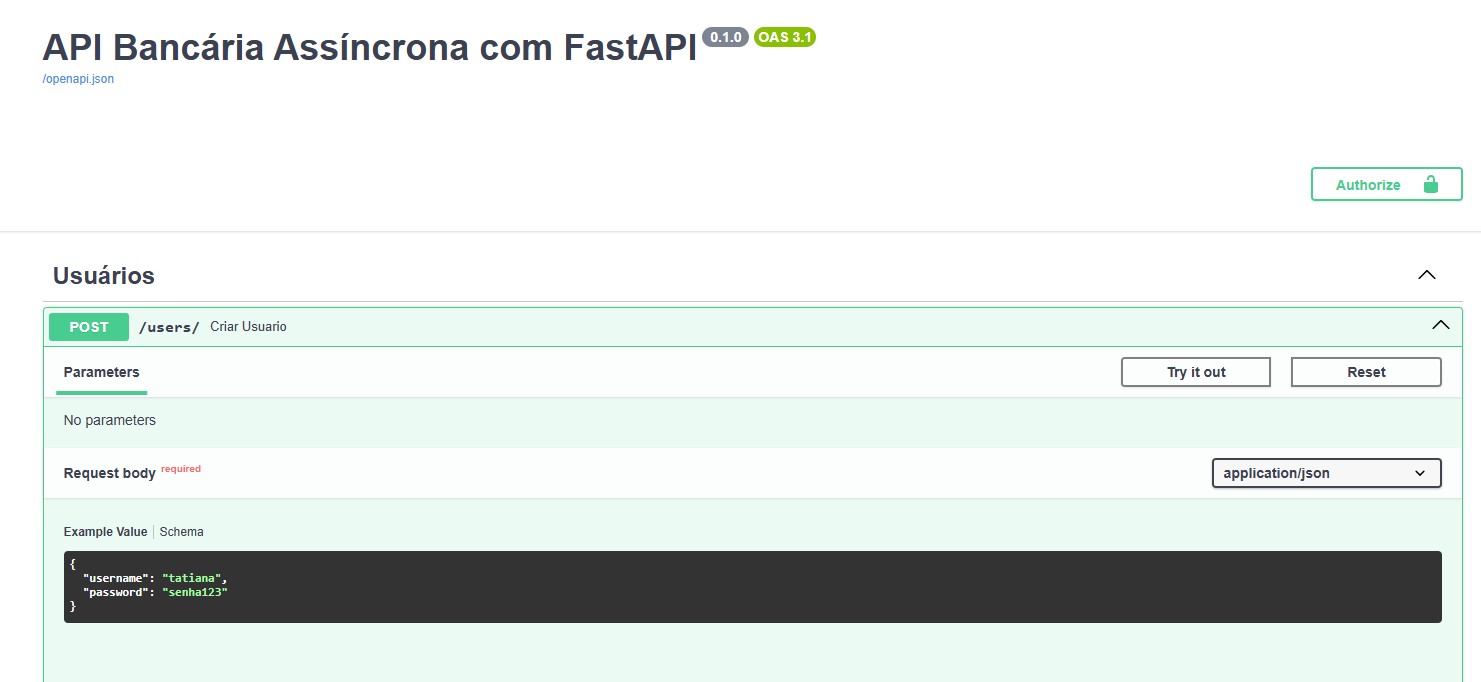 API Bancária Assíncrona com FastAPI 0.1.0 OAS 3.1
/openapi.json
Authorize
Usuários
POST /users/ Criar Usuario
Parameters Try it out Reset
No parameters
Request body required application/json
Example Value Schema
{
  "username": "tatiana",
  "password": "senha123"
}